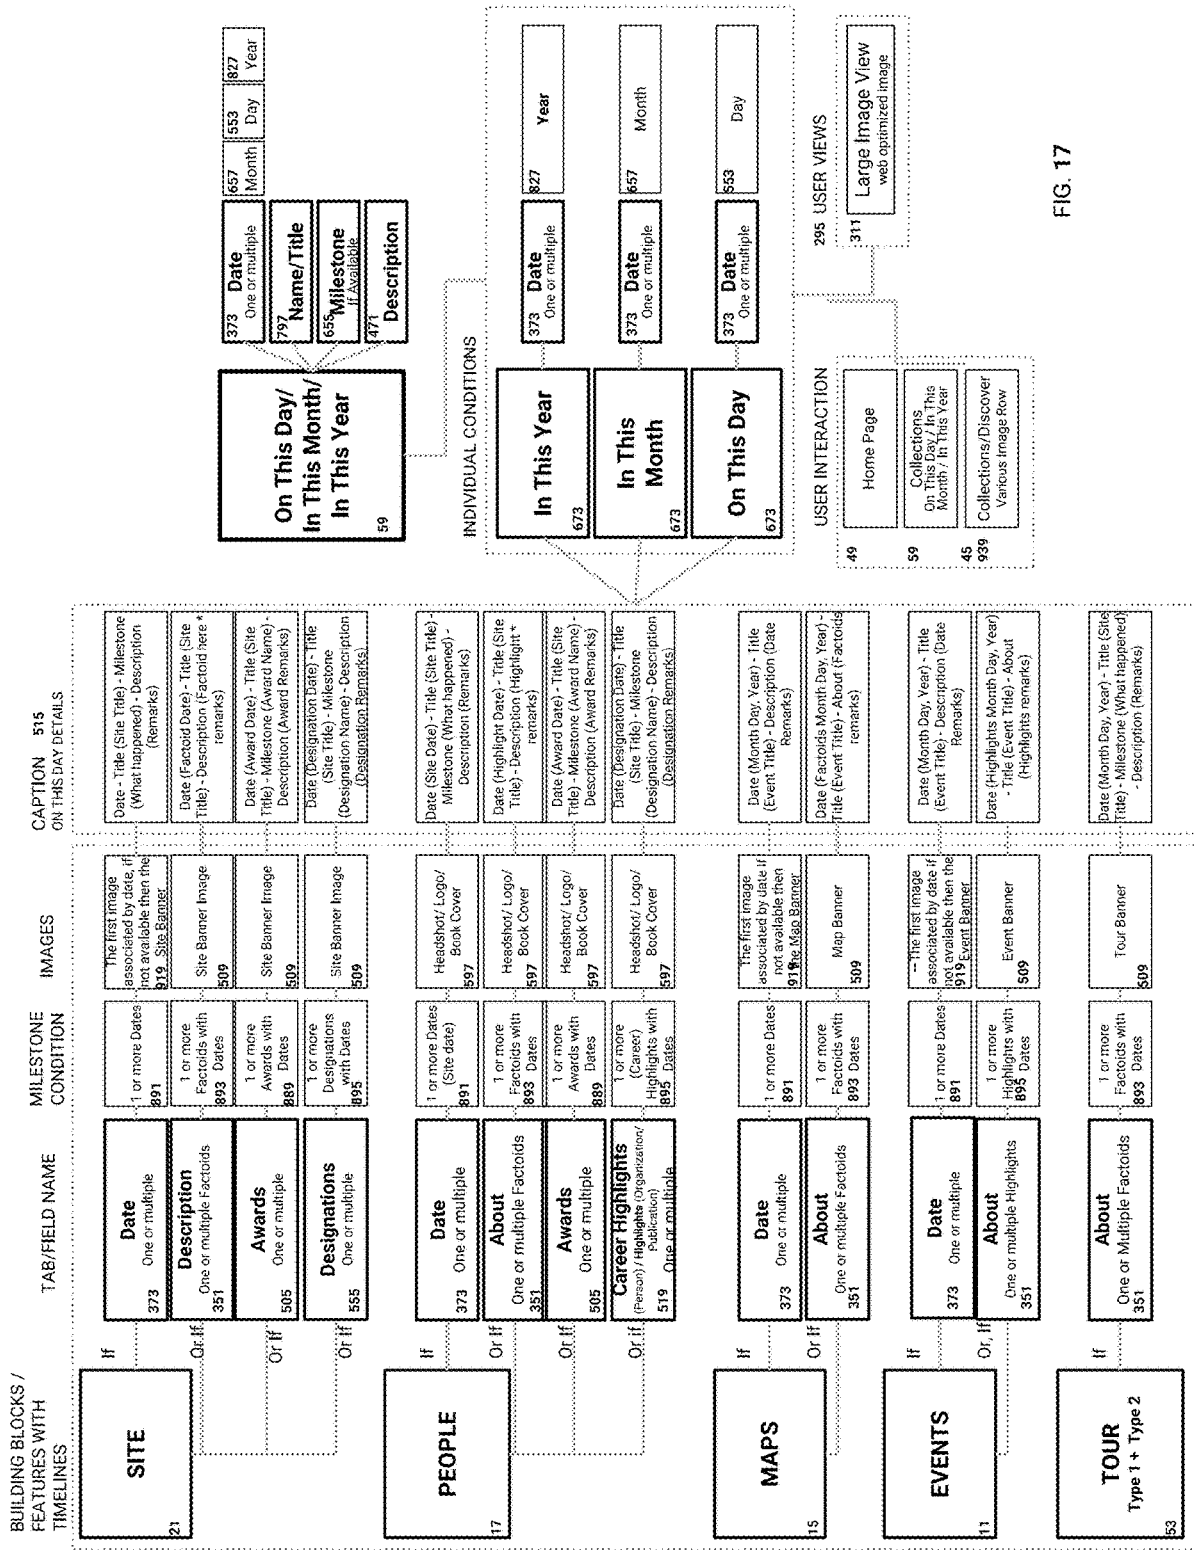 BUILDING BLOCKS /
FEATURES WITH
TIMELINES
TAB/FIELD NAME
MILESTONE
CONDITION
IMAGES
CAPTION 515
ON THIS DAY DETAILS
SITE
21
If
Date
373 One or multiple
1 or more Dates
891
The first image
associated by date, if
not available then the
919 Site Banner
Date - Title (Site Title) - Milestone
(What happened) - Description
(Remarks)
Or If
Description
One or multiple Factoids
351
1 or more
Factoids with
893 Dates
Site Banner Image
509
Date (Factoid Date) - Title (Site
Title) - Description (Factoid here *
remarks)
Or If
Awards
505 One or multiple
1 or more
Awards with
889 Dates
Site Banner Image
509
Date (Award Date) - Title (Site
Title) - Milestone (Award Name) -
Description (Award Remarks)
Or If
Designations
555 One or multiple
1 or more
Designations
with Dates
895
Site Banner Image
509
Date (Designation Date) - Title
(Site Title) - Milestone
(Designation Name) - Description
(Designation Remarks)
PEOPLE
17
If
Date
373 One or multiple
1 or more Dates
(Site date)
891
Headshot/ Logo/
Book Cover
597
Date (Site Date) - Title (Site Title) -
Milestone (What happened) -
Description (Remarks)
Or If
About
One or multiple Factoids
351
1 or more
Factoids with
893 Dates
Headshot/ Logo/
Book Cover
597
Date (Highlight Date) - Title (Site
Title) - Description (Highlight *
remarks)
Or If
Awards
505 One or multiple
1 or more
Awards with
889 Dates
Headshot/ Logo/
Book Cover
597
Date (Award Date) - Title (Site
Title) - Milestone (Award Name) -
Description (Award Remarks)
Or if
Career Highlights
(Person) / Highlights (Organization/
Publication)
519 One or multiple
1 or more
(Career)
Highlights with
895 Dates
Headshot/ Logo/
Book Cover
597
Date (Designation Date) - Title
(Site Title) - Milestone
(Designation Name) - Description
(Designation Remarks)
MAPS
15
If
Date
373 One or multiple
1 or more Dates
891
The first image
associated by date if
not available then
919 the Map Banner
Date (Month Day, Year) - Title
(Event Title) - Description (Date
Remarks)
Or If
About
One or multiple Factoids
351
1 or more
Factoids with
893 Dates
Map Banner
509
Date (Factoids Month Day, Year) -
Title (Event Title) - About (Factoids
remarks)
EVENTS
11
If
Date
373 One or multiple
1 or more Dates
891
-- The first image
associated by date if
not available then the
919 Event Banner
Date (Month Day, Year) - Title
(Event Title) - Description (Date
Remarks)
Or, If
About
One or multiple Highlights
351
1 or more
Highlights with
895 Dates
Event Banner
509
Date (Highlights Month Day, Year)
- Title (Event Title) - About
(Highlights remarks)
TOUR
Type 1 + Type 2
53
If
About
One or Multiple Factoids
351
1 or more
Factoids with
893 Dates
Tour Banner
509
Date (Month Day, Year) - Title (Site
Title) - Milestone (What happened)
- Description (Remarks)
On This Day/
In This Month/
In This Year
59
373 Date
One or multiple
657 Month
553 Day
827 Year
797
Name/Title
655
Milestone
If Available
471
Description
INDIVIDUAL CONDITIONS
In This Year
673
373 Date
One or multiple
827 Year
In This
Month
673
373 Date
One or multiple
657 Month
On This Day
673
373 Date
One or multiple
553 Day
USER INTERACTION
49
Home Page
59
Collections
On This Day / In This
Month / In This Year
45
939
Collections/Discover
Various Image Row
295 USER VIEWS
311
Large Image View
web optimized image
FIG. 17